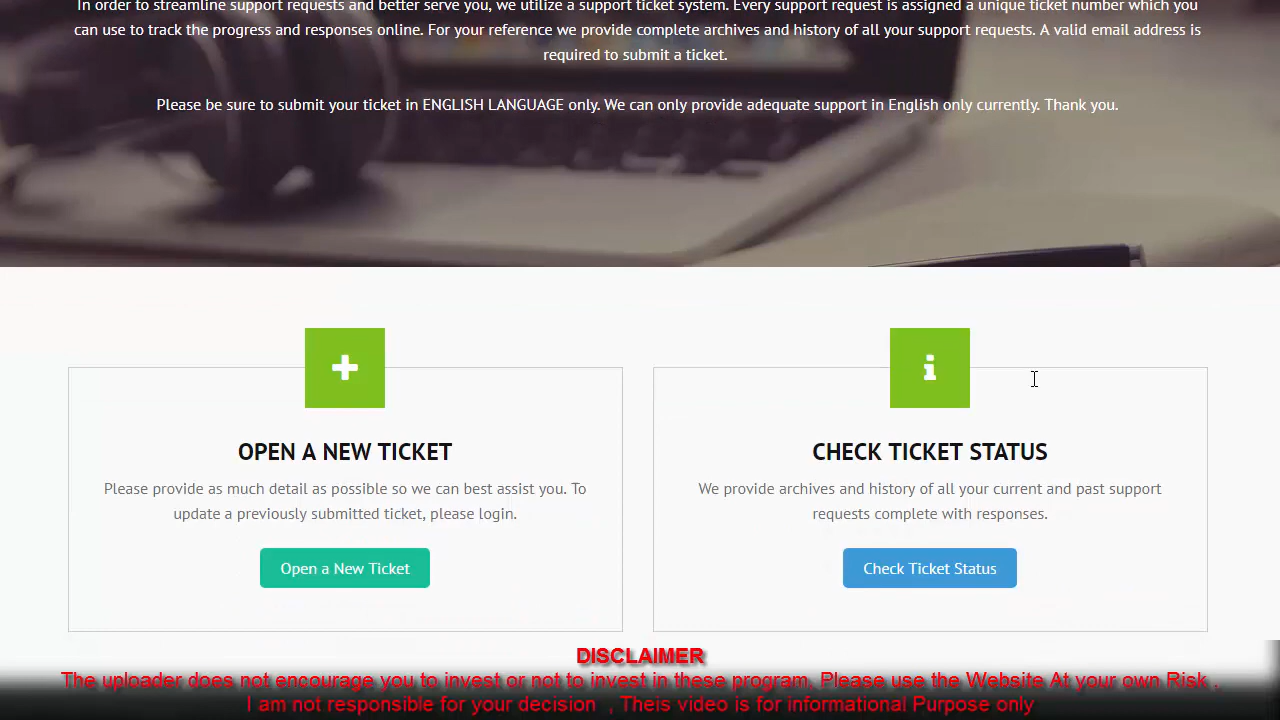 In order to streamline support requests and better serve you, we utilize a support ticket system. Every support request is assigned a unique ticket number which you
can use to track the progress and responses online. For your reference we provide complete archives and history of all your support requests. A valid email address is
required to submit a ticket.
Please be sure to submit your ticket in ENGLISH LANGUAGE only. We can only provide adequate support in English only currently. Thank you.
OPEN A NEW TICKET
Please provide as much detail as possible so we can best assist you. To
update a previously submitted ticket, please login.
Open a New Ticket
CHECK TICKET STATUS
We provide archives and history of all your current and past support
requests complete with responses.
Check Ticket Status
DISCLAIMER
The uploader does not encourage you to invest or not to invest in these program. Please use the Website At your own Risk .
I am not responsible for your decision , Theis video is for informational Purpose only